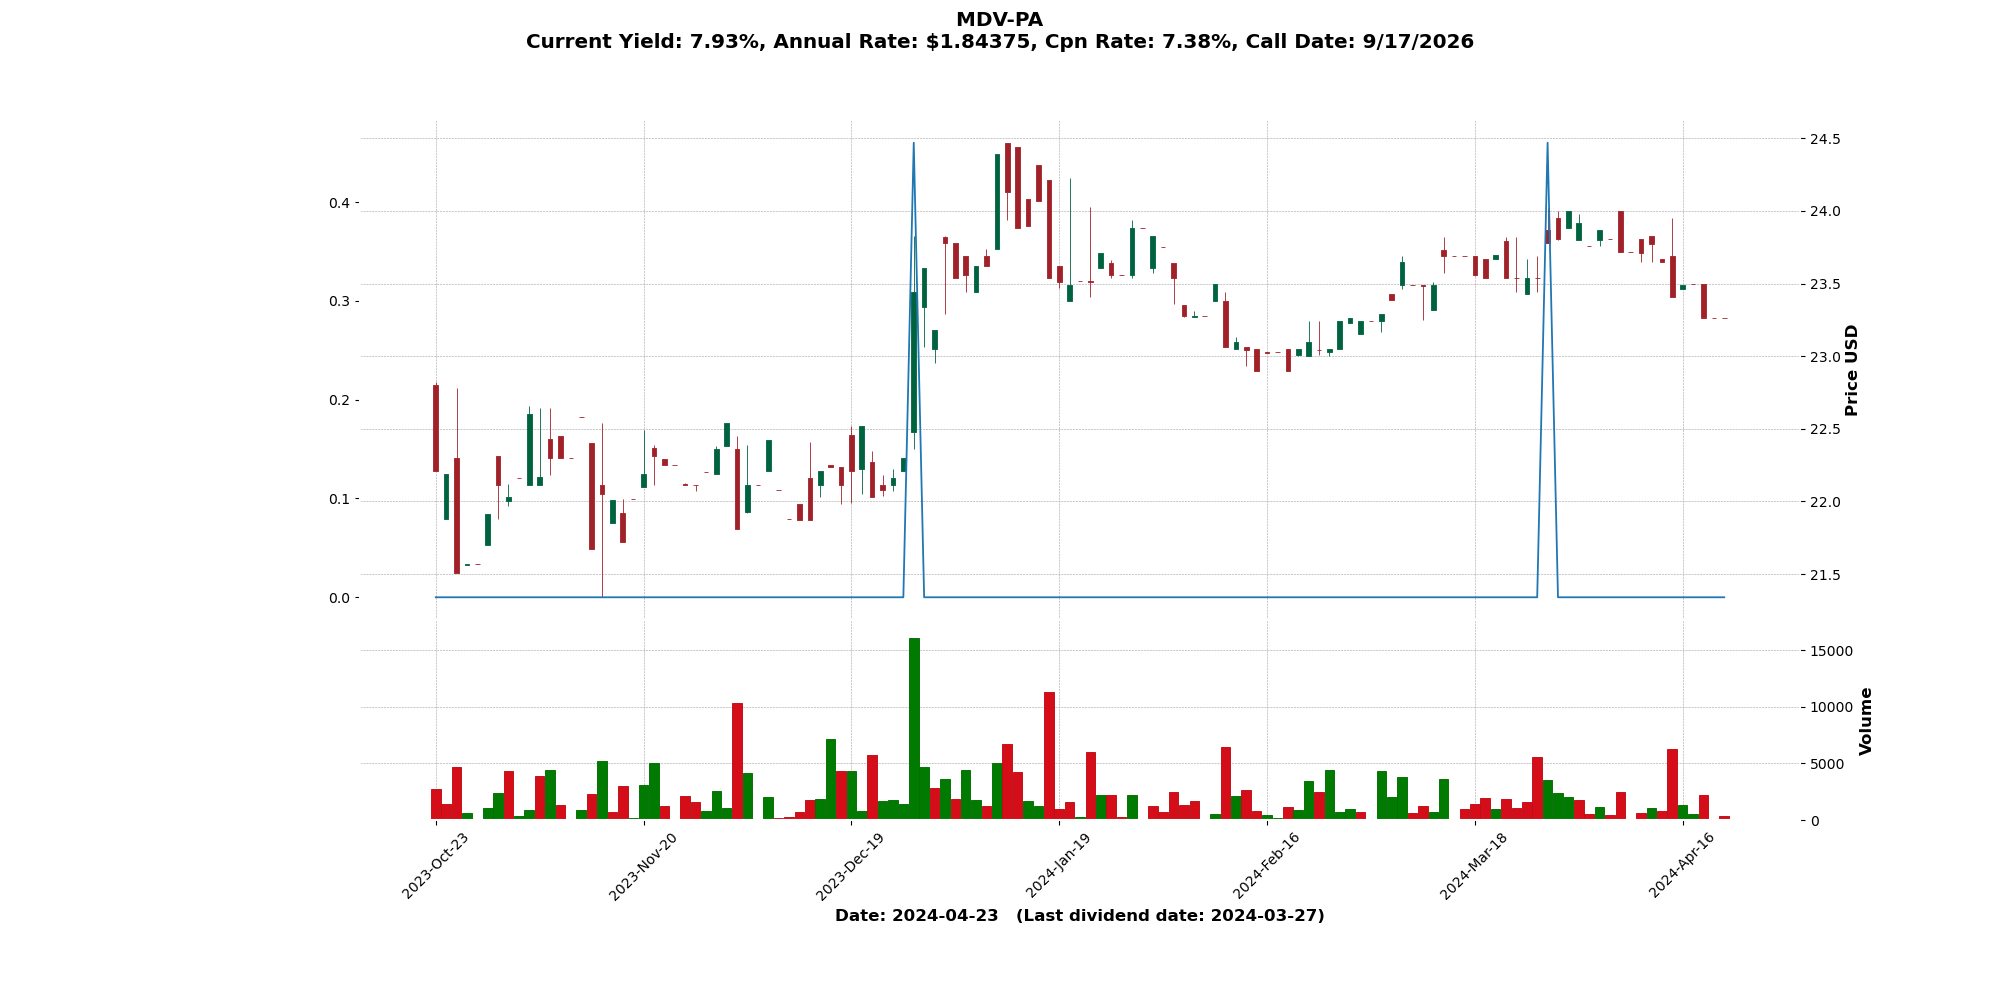 MDV-PA
Current Yield: 7.93%, Annual Rate: $1.84375, Cpn Rate: 7.38%, Call Date: 9/17/2026
0.4
0.3
0.2
0.1
0.0
24.5
24.0
23.5
23.0
22.5
22.0
21.5
Price USD
15000
10000
5000
0
Volume
2023-Oct-23
2023-Nov-20
2023-Dec-19
2024-Jan-19
2024-Feb-16
2024-Mar-18
2024-Apr-16
Date: 2024-04-23 (Last dividend date: 2024-03-27)